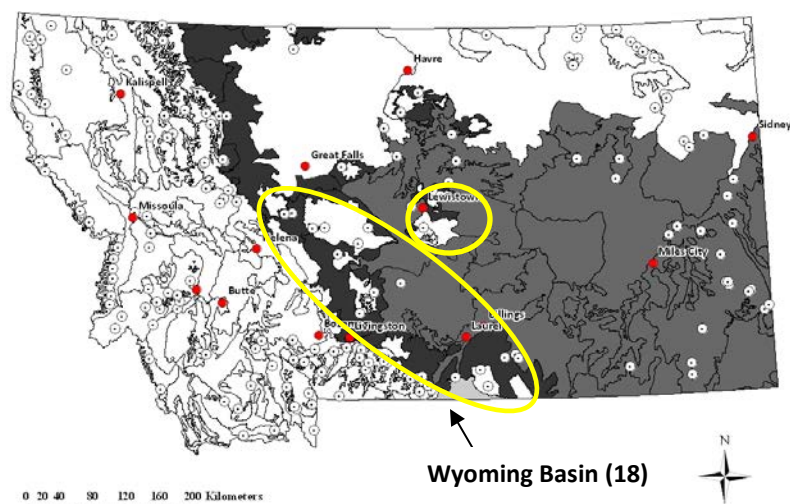 Havre
Kalispell
Sidney
Great Falls
Lewistown
Missoula
Helena
Miles City
Butte
Billings
Livingston
Laurel
Wyoming Basin (18)
N
0 20 40 80 120 160 200 Kilometers